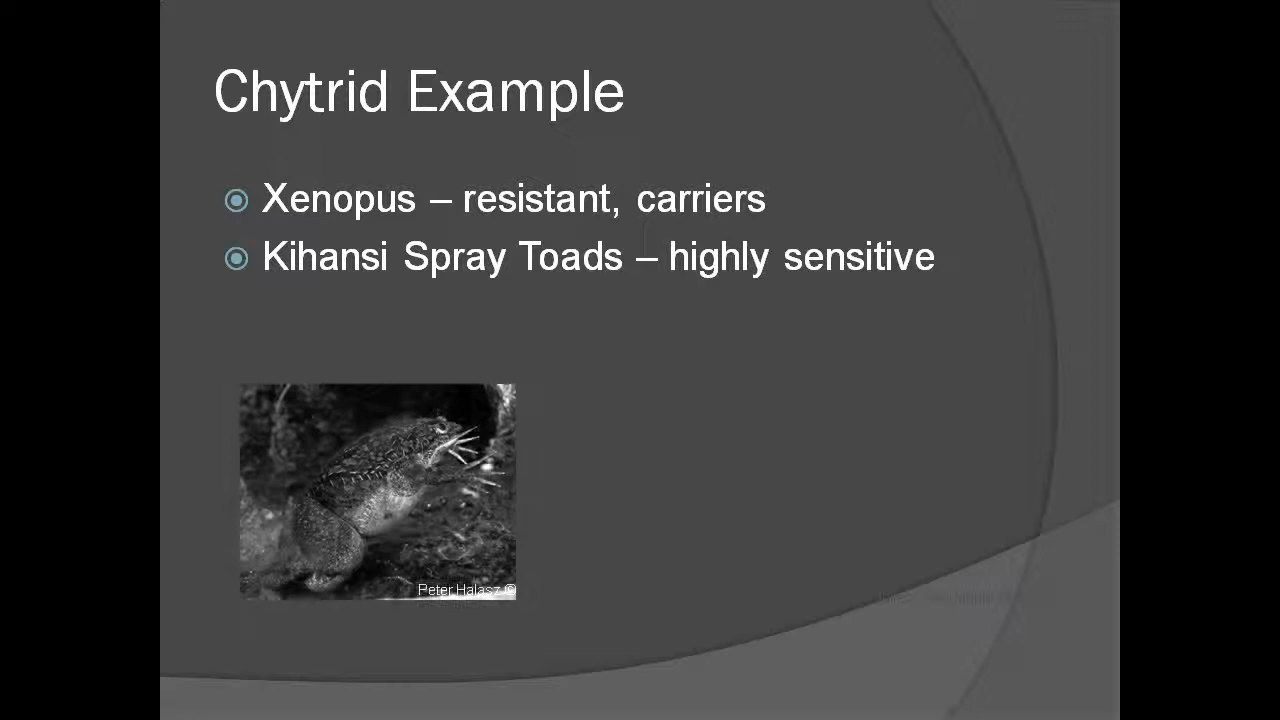 Chytrid Example
Xenopus – resistant, carriers
Kihansi Spray Toads – highly sensitive
Peter Halasz ©